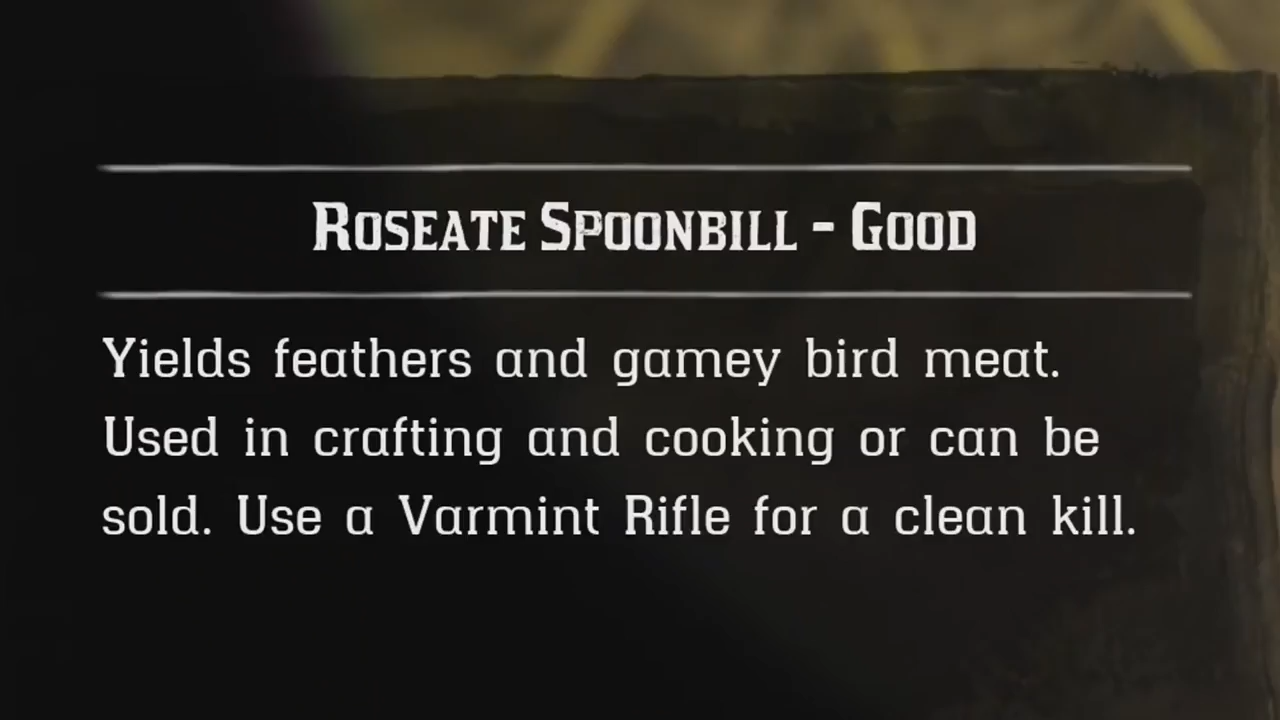 Roseate Spoonbill - Good
Yields feathers and gamey bird meat.
Used in crafting and cooking or can be
sold. Use a Varmint Rifle for a clean kill.